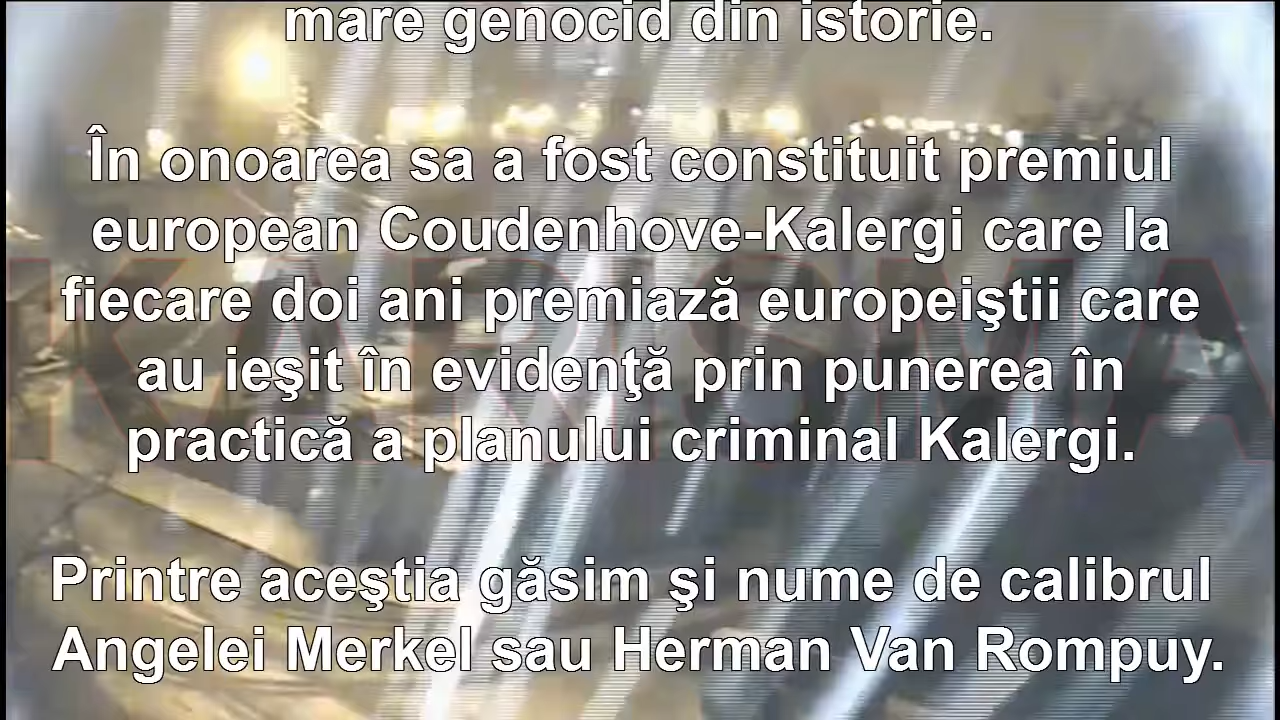 mare genocid din istorie.
În onoarea sa a fost constituit premiul
european Coudenhove-Kalergi care la
fiecare doi ani premiază europeiştii care
au ieşit în evidenţă prin punerea în
practică a planului criminal Kalergi.
Printre aceştia găsim şi nume de calibrul
Angelei Merkel sau Herman Van Rompuy.
KARISMA